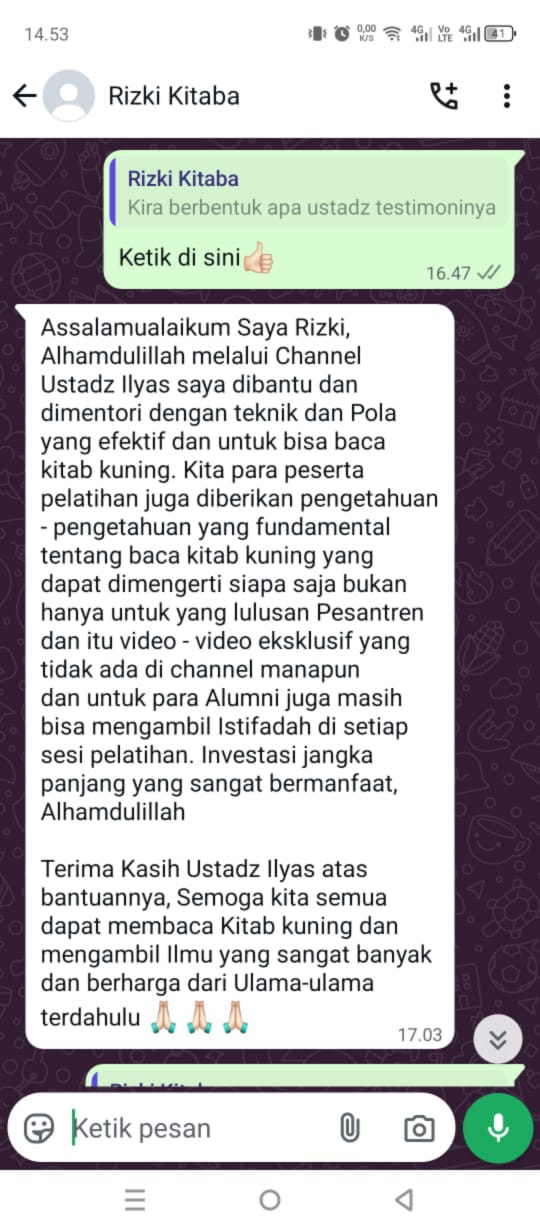 14.53
0,00 K/S 4G Vo LTE 4G 41
Rizki Kitaba
Rizki Kitaba
Kira berbentuk apa ustadz testimoninya
Ketik di sini👍🏻
16.47
Assalamualaikum Saya Rizki,
Alhamdulillah melalui Channel
Ustadz Ilyas saya dibantu dan
dimentori dengan teknik dan Pola
yang efektif dan untuk bisa baca
kitab kuning. Kita para peserta
pelatihan juga diberikan pengetahuan
- pengetahuan yang fundamental
tentang baca kitab kuning yang
dapat dimengerti siapa saja bukan
hanya untuk yang lulusan Pesantren
dan itu video - video eksklusif yang
tidak ada di channel manapun
dan untuk para Alumni juga masih
bisa mengambil Istifadah di setiap
sesi pelatihan. Investasi jangka
panjang yang sangat bermanfaat,
Alhamdulillah
Terima Kasih Ustadz Ilyas atas
bantuannya, Semoga kita semua
dapat membaca Kitab kuning dan
mengambil Ilmu yang sangat banyak
dan berharga dari Ulama-ulama
terdahulu 🙏🏻 🙏🏻 🙏🏻
17.03
Ketik pesan